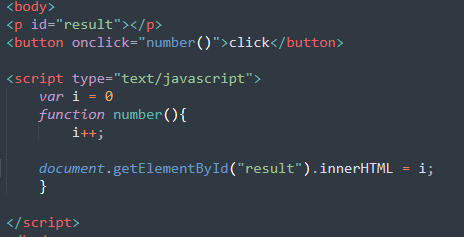 <body>
<p id="result"></p>
<button onclick="number()">click</button>
<script type="text/javascript">
var i = 0
function number(){
i++;
document.getElementById("result").innerHTML = i;
}
</script>